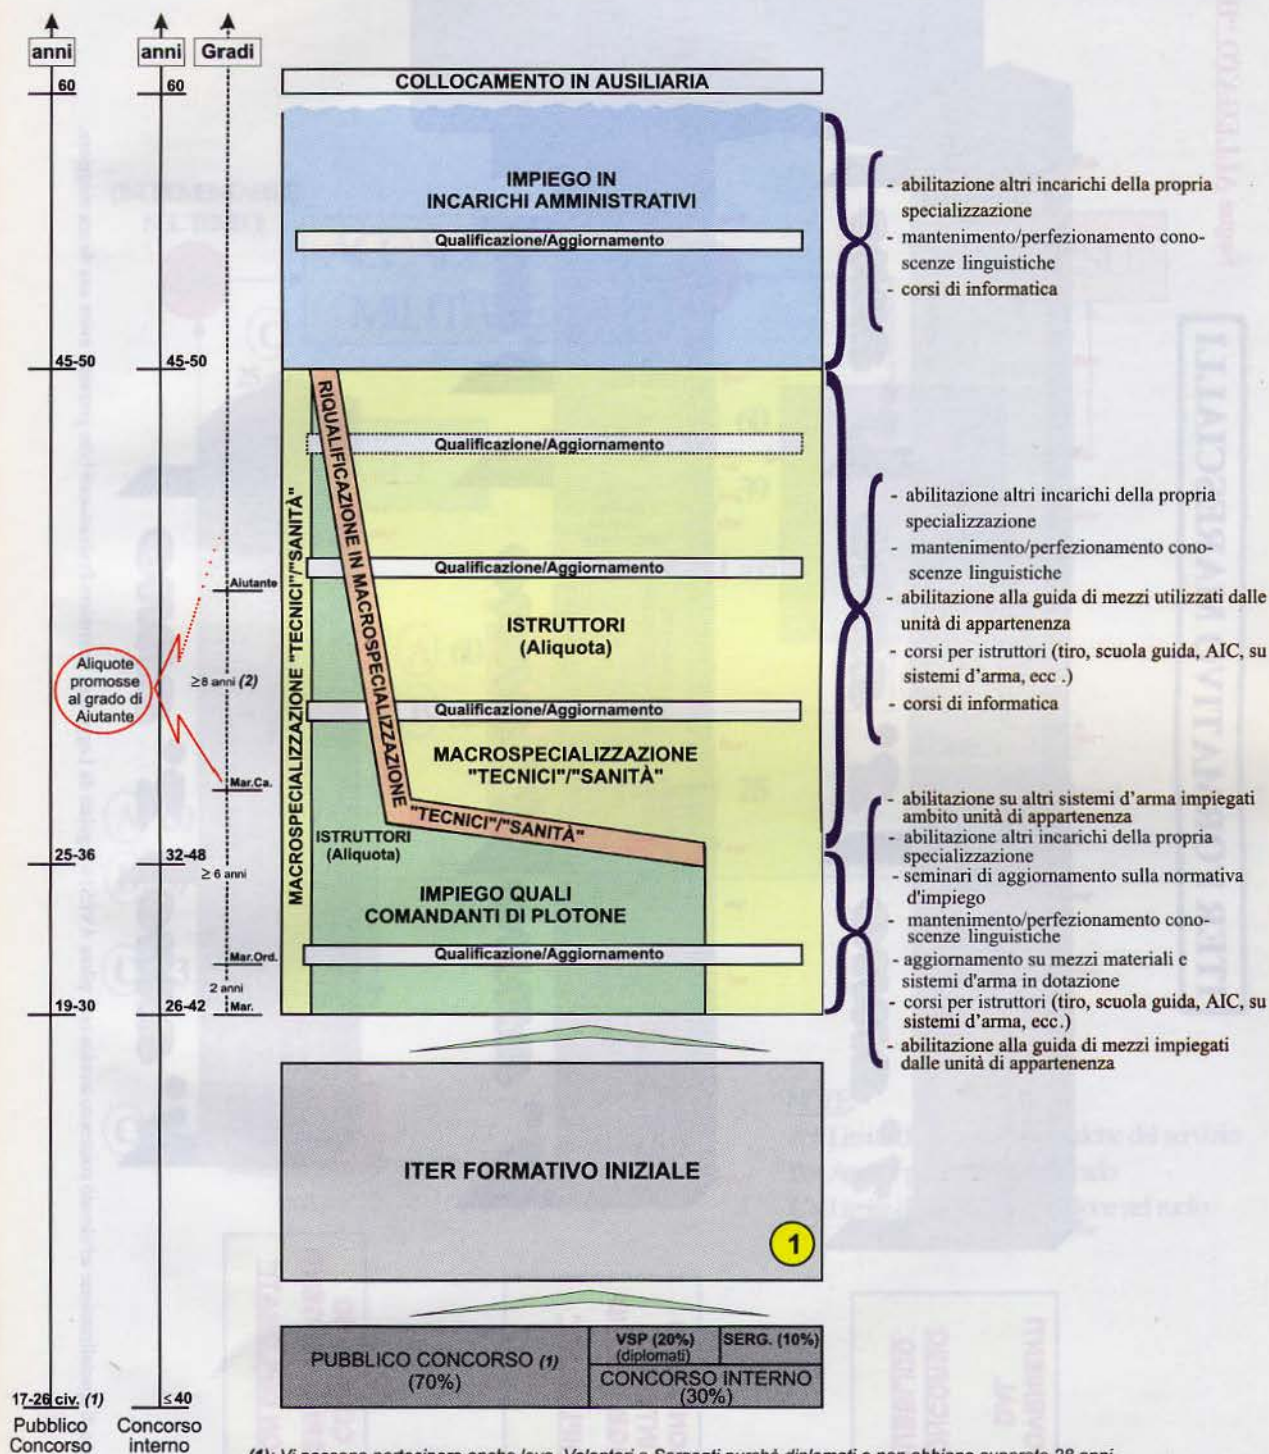 anni
anni
Gradi
60
60
COLLOCAMENTO IN AUSILIARIA
IMPIEGO IN
INCARICHI AMMINISTRATIVI
Qualificazione/Aggiornamento
- abilitazione altri incarichi della propria
specializzazione
- mantenimento/perfezionamento cono-
scenze linguistiche
- corsi di informatica
45-50
45-50
MACROSPECIALIZZAZIONE "TECNICI"/"SANITÀ"
RIQUALIFICAZIONE IN MACROSPECIALIZZAZIONE
"TECNICI"/"SANITÀ"
Qualificazione/Aggiornamento
Qualificazione/Aggiornamento
ISTRUTTORI
(Aliquota)
Qualificazione/Aggiornamento
MACROSPECIALIZZAZIONE
"TECNICI"/"SANITÀ"
- abilitazione altri incarichi della propria
specializzazione
- mantenimento/perfezionamento cono-
scenze linguistiche
- abilitazione alla guida di mezzi utilizzati dalle
unità di appartenenza
- corsi per istruttori (tiro, scuola guida, AIC, su
sistemi d'arma, ecc .)
- corsi di informatica
Aiutante
Aliquote
promosse
al grado di
Aiutante
≥8 anni (2)
Mar.Ca.
25-36
32-48
≥ 6 anni
ISTRUTTORI
(Aliquota)
IMPIEGO QUALI
COMANDANTI DI PLOTONE
Qualificazione/Aggiornamento
Mar.Ord.
2 anni
19-30
26-42
Mar.
- abilitazione su altri sistemi d'arma impiegati
ambito unità di appartenenza
- abilitazione altri incarichi della propria
specializzazione
- seminari di aggiornamento sulla normativa
d'impiego
- mantenimento/perfezionamento cono-
scenze linguistiche
- aggiornamento su mezzi materiali e
sistemi d'arma in dotazione
- corsi per istruttori (tiro, scuola guida, AIC, su
sistemi d'arma, ecc.)
- abilitazione alla guida di mezzi impiegati
dalle unità di appartenenza
ITER FORMATIVO INIZIALE
1
PUBBLICO CONCORSO (1)
(70%)
VSP (20%)
(diplomati)
SERG. (10%)
CONCORSO INTERNO
(30%)
17-26 civ. (1)
≤40
Pubblico
Concorso
Concorso
interno